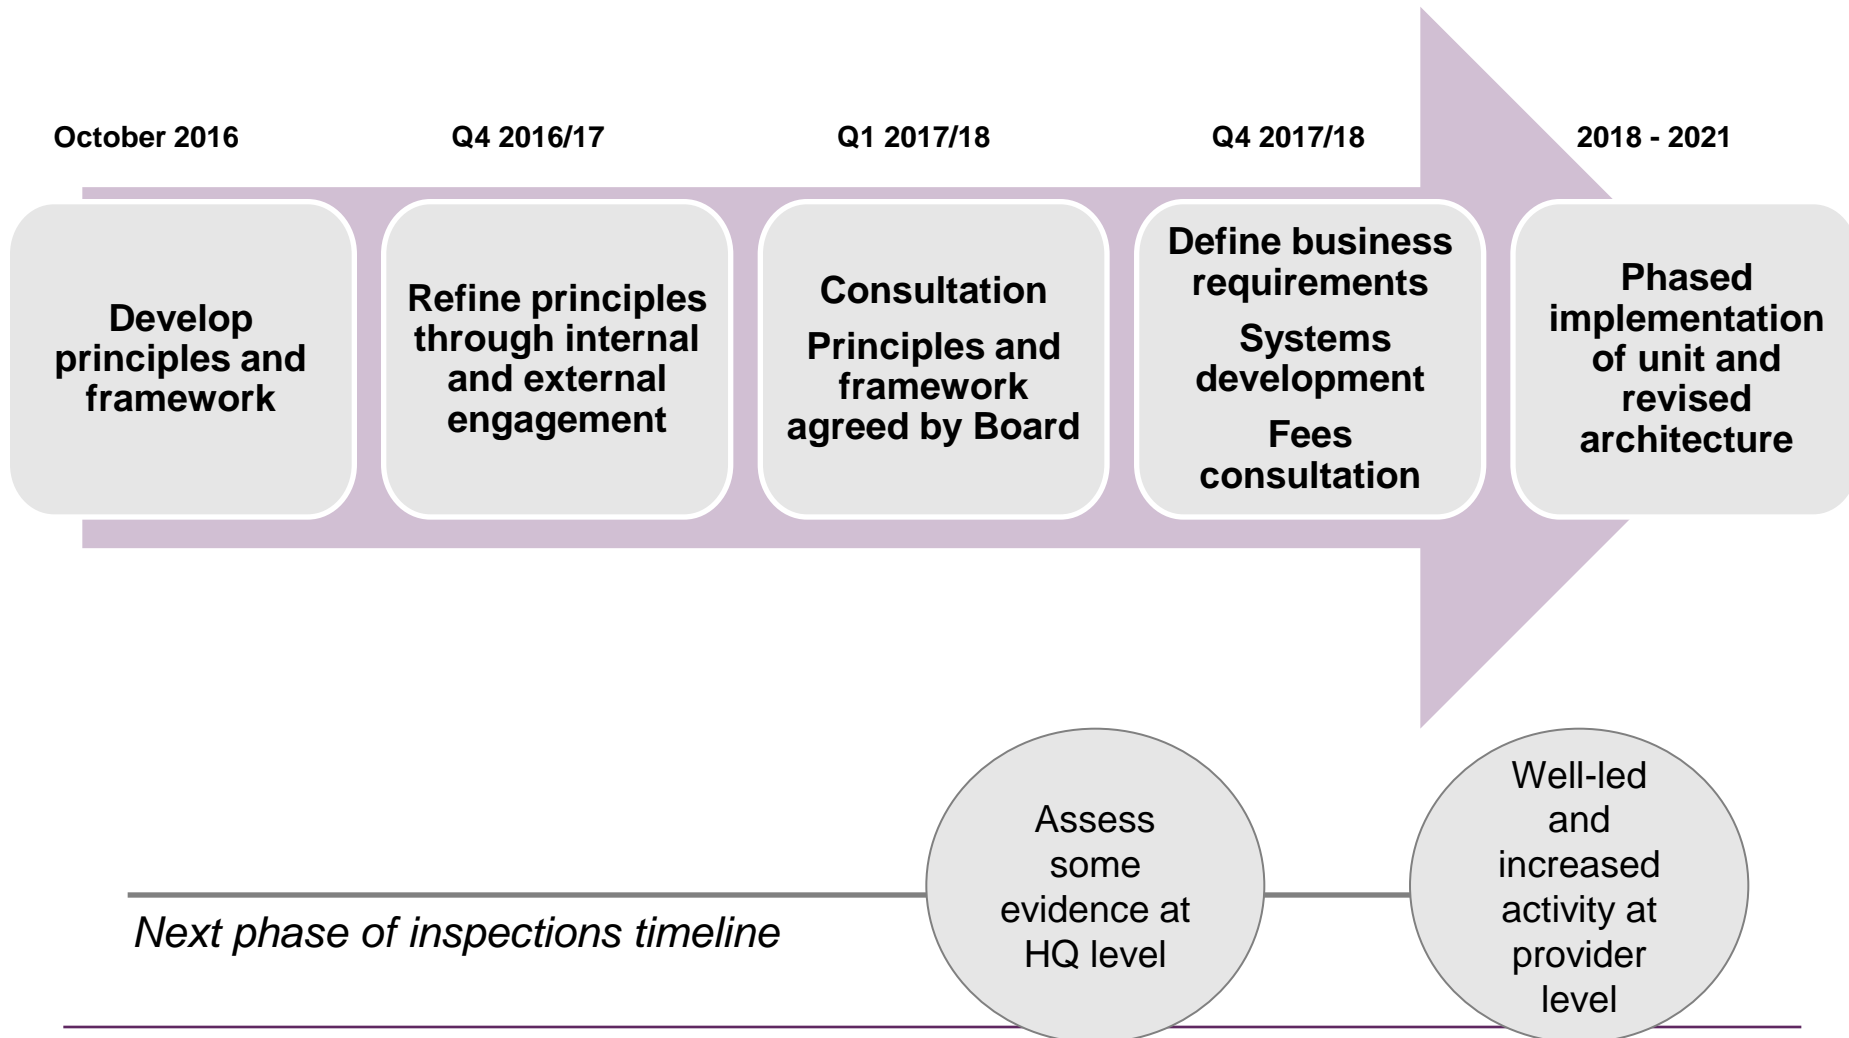 October 2016
Q4 2016/17
Q1 2017/18
Q4 2017/18
2018 - 2021
Develop
principles and
framework
Refine principles
through internal
and external
engagement
Consultation
Principles and
framework
agreed by Board
Define business
requirements
Systems
development
Fees
consultation
Phased
implementation
of unit and
revised
architecture
Next phase of inspections timeline
Assess
some
evidence at
HQ level
Well-led
and
increased
activity at
provider
level